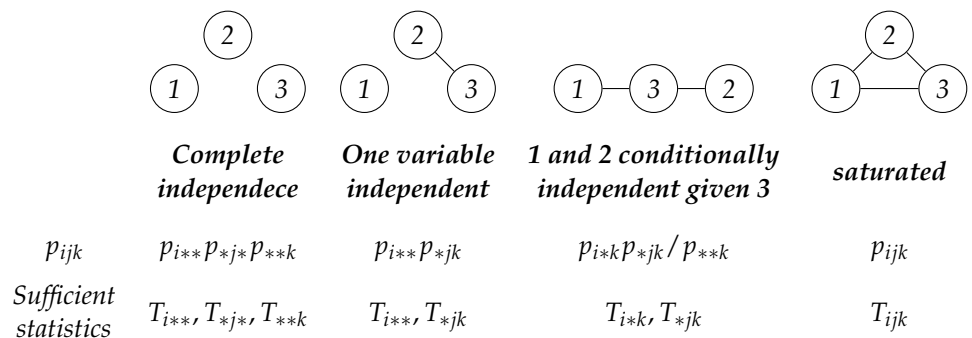 2 2 2
1 3 1 3 1 3 2 1 3
Complete One variable 1 and 2 conditionally saturated
independece independent independent given 3
p_{ijk} p_{i**}p_{*j*}p_{**k} p_{i**}p_{*jk} p_{i*k}p_{*jk}/p_{**k} p_{ijk}
Sufficient
statistics T_{i**}, T_{*j*}, T_{**k} T_{i**}, T_{*jk} T_{i*k}, T_{*jk} T_{ijk}